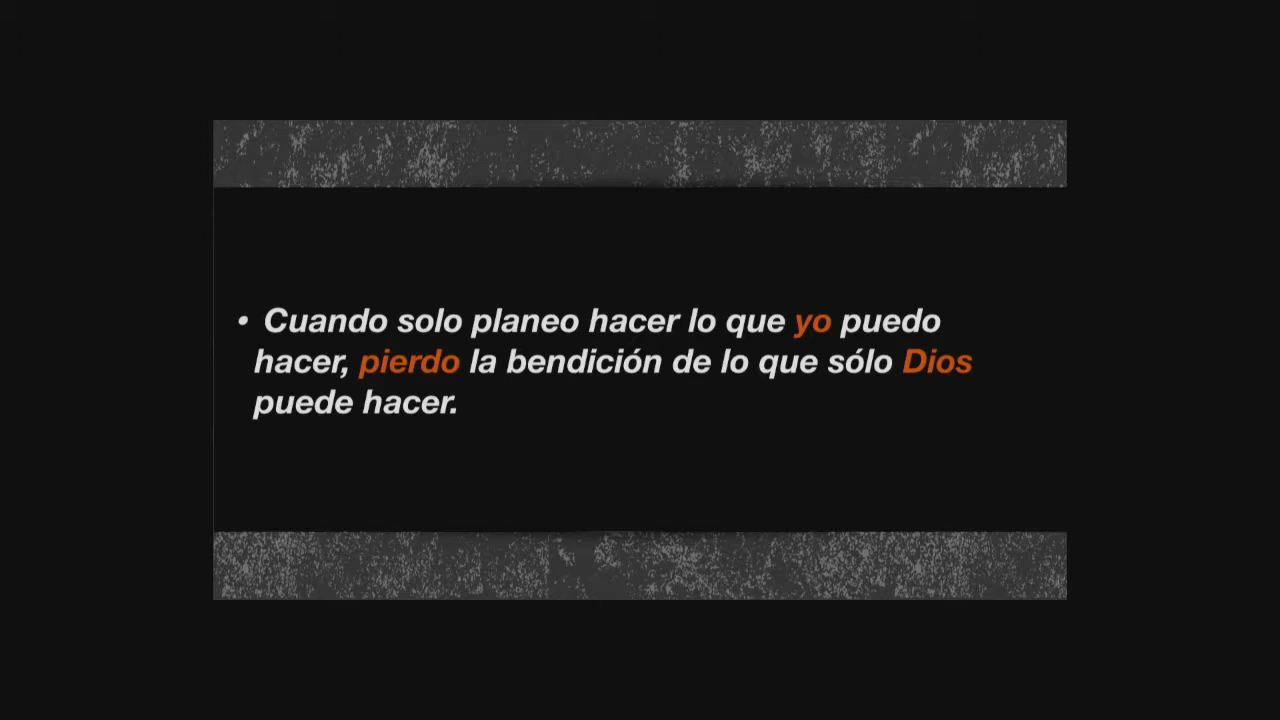 • Cuando solo planeo hacer lo que yo puedo
hacer, pierdo la bendición de lo que sólo Dios
puede hacer.